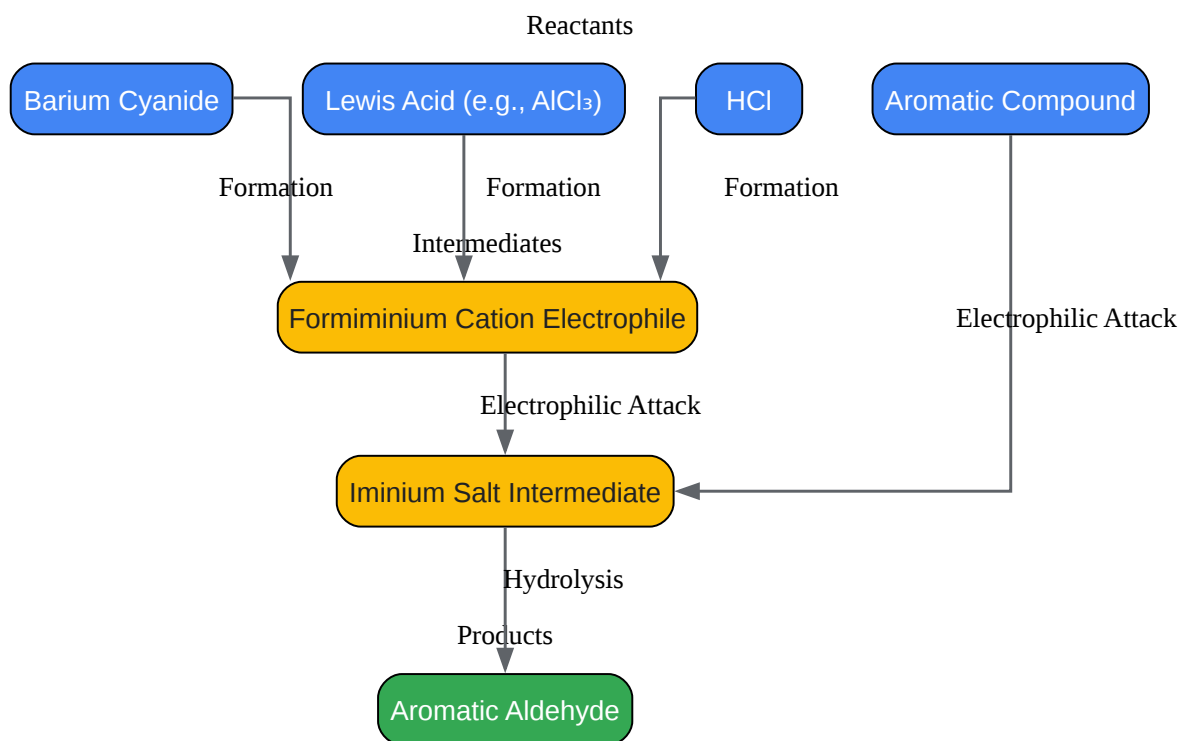 Reactants
Barium Cyanide
Lewis Acid (e.g., AlCl₃)
HCl
Aromatic Compound
Formation
Formation
Formation
Intermediates
Formiminium Cation Electrophile
Electrophilic Attack
Electrophilic Attack
Iminium Salt Intermediate
Hydrolysis
Products
Aromatic Aldehyde